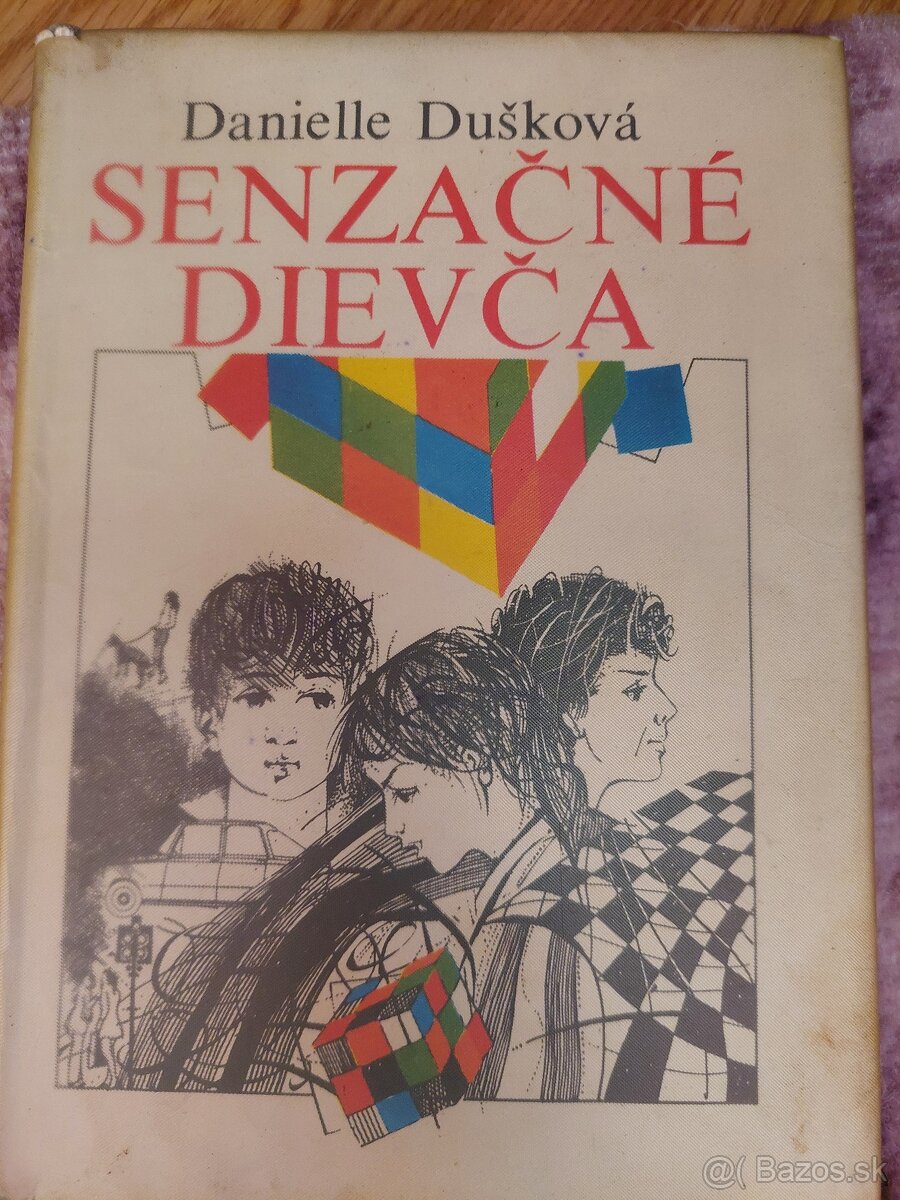 Danielle Dušková
SENZAČNÉ
DIEVČA
@( Bazos.sk